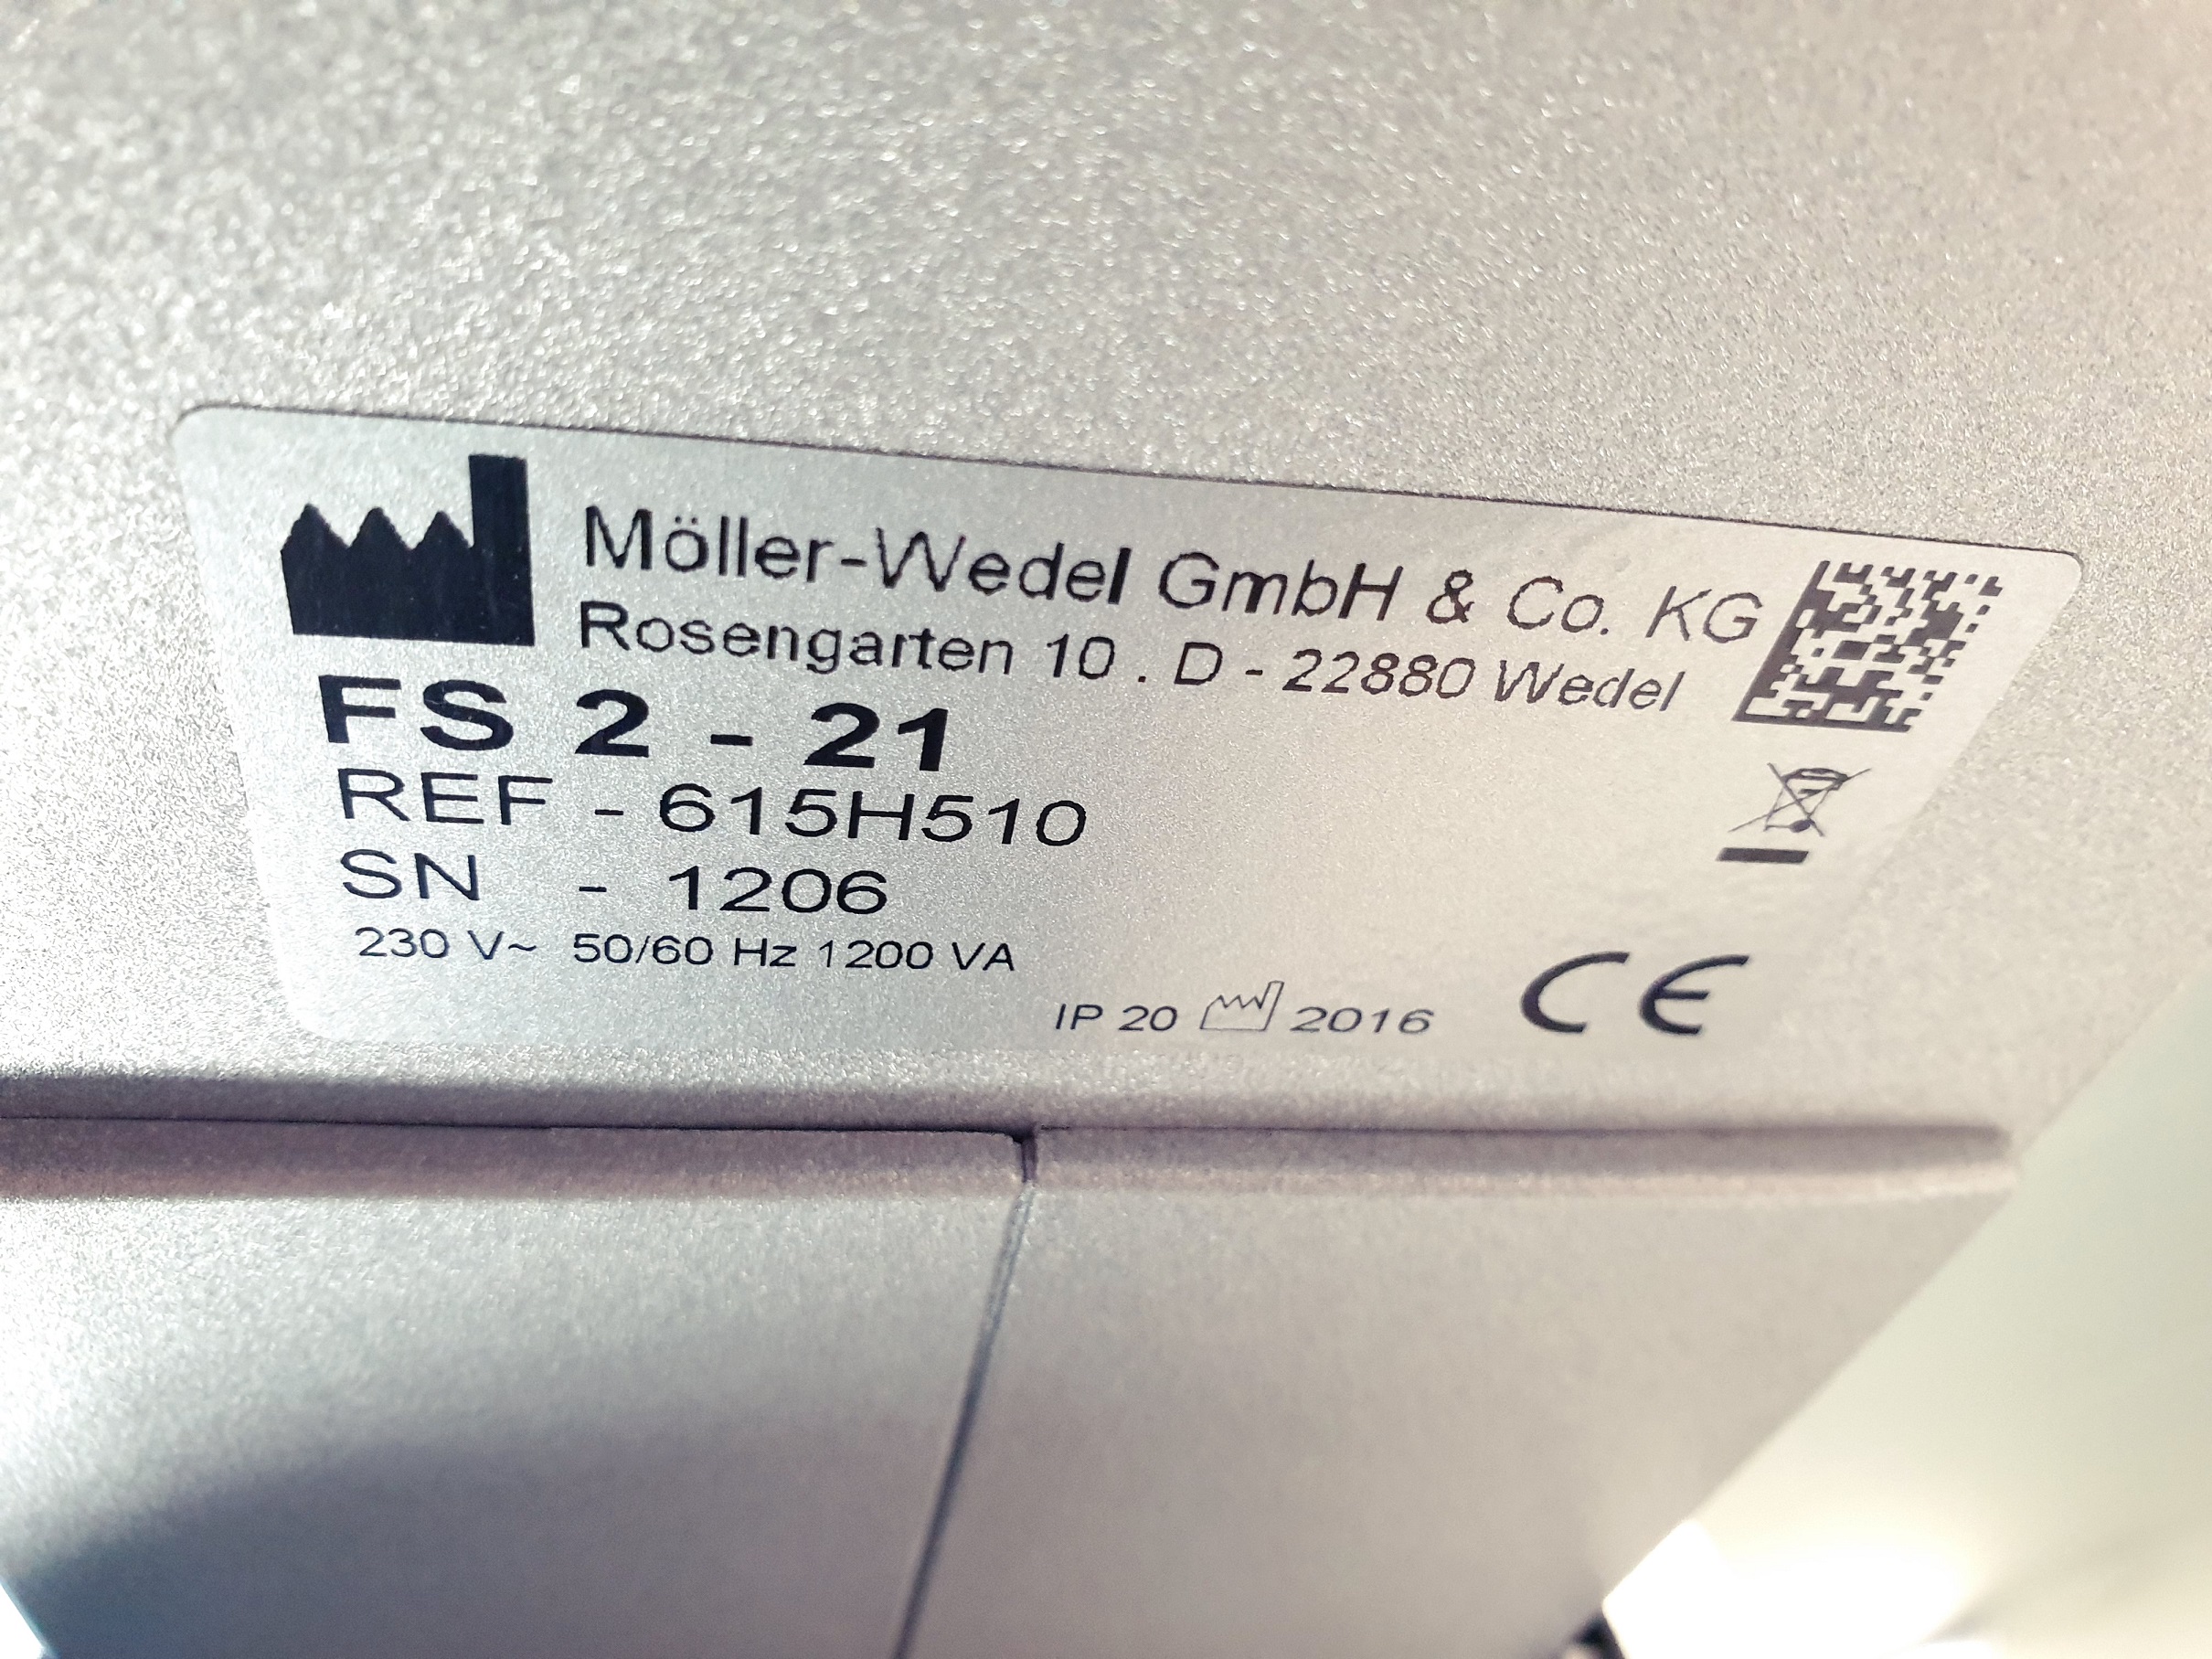 Möller-Wedel GmbH & Co. KG
Rosengarten 10 . D - 22880 Wedel
FS 2 - 21
REF - 615H510
SN - 1206
230 V~ 50/60 Hz 1200 VA
IP 20 2016 CE